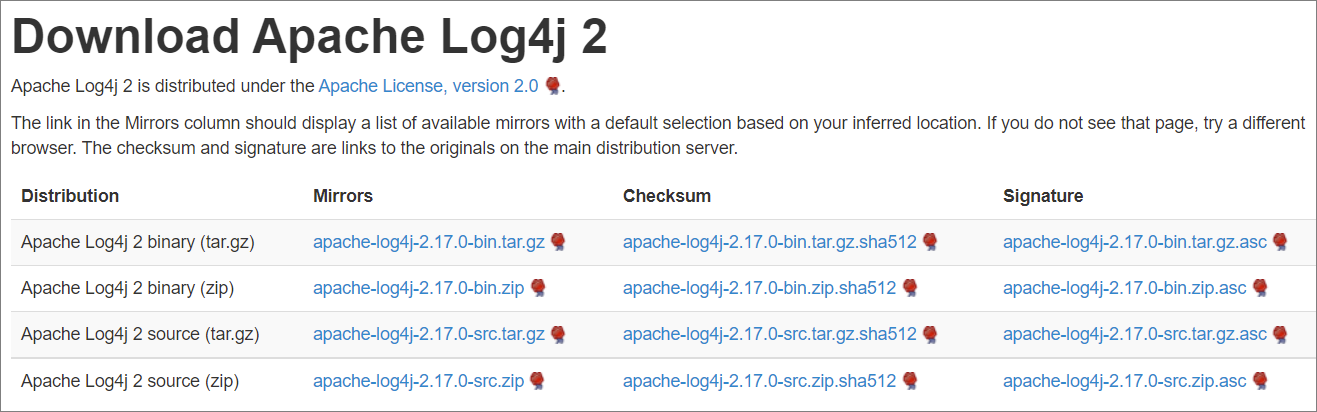 Download Apache Log4j 2
Apache Log4j 2 is distributed under the Apache License, version 2.0 .
The link in the Mirrors column should display a list of available mirrors with a default selection based on your inferred location. If you do not see that page, try a different
browser. The checksum and signature are links to the originals on the main distribution server.
Distribution Mirrors Checksum Signature
Apache Log4j 2 binary (tar.gz) apache-log4j-2.17.0-bin.tar.gz apache-log4j-2.17.0-bin.tar.gz.sha512 apache-log4j-2.17.0-bin.tar.gz.asc
Apache Log4j 2 binary (zip) apache-log4j-2.17.0-bin.zip apache-log4j-2.17.0-bin.zip.sha512 apache-log4j-2.17.0-bin.zip.asc
Apache Log4j 2 source (tar.gz) apache-log4j-2.17.0-src.tar.gz apache-log4j-2.17.0-src.tar.gz.sha512 apache-log4j-2.17.0-src.tar.gz.asc
Apache Log4j 2 source (zip) apache-log4j-2.17.0-src.zip apache-log4j-2.17.0-src.zip.sha512 apache-log4j-2.17.0-src.zip.asc